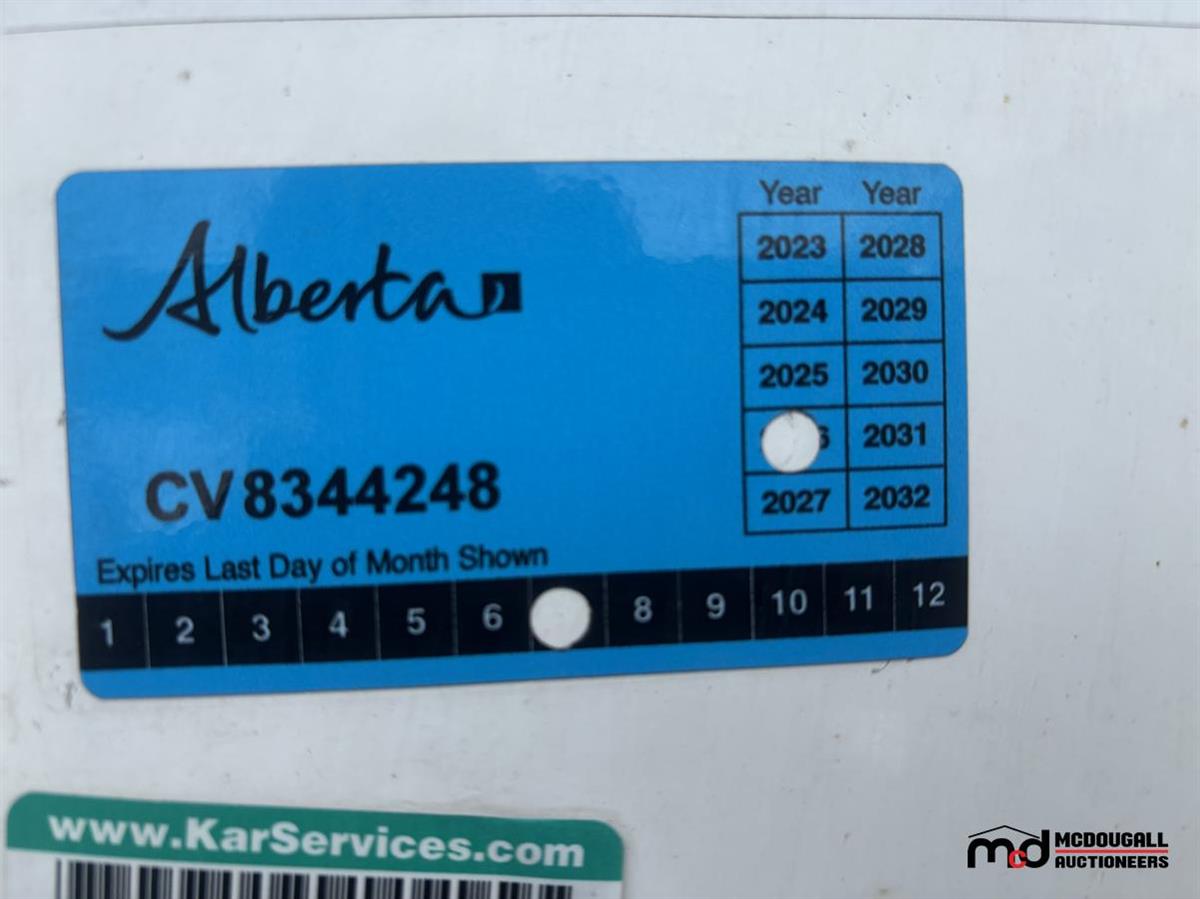 Alberta
Year Year
2023 2028
2024 2029
2025 2030
2031
2027 2032
CV8344248
Expires Last Day of Month Shown
1 2 3 4 5 6 8 9 10 11 12
www.KarServices.com
mcd MCDOUGALL
AUCTIONEERS